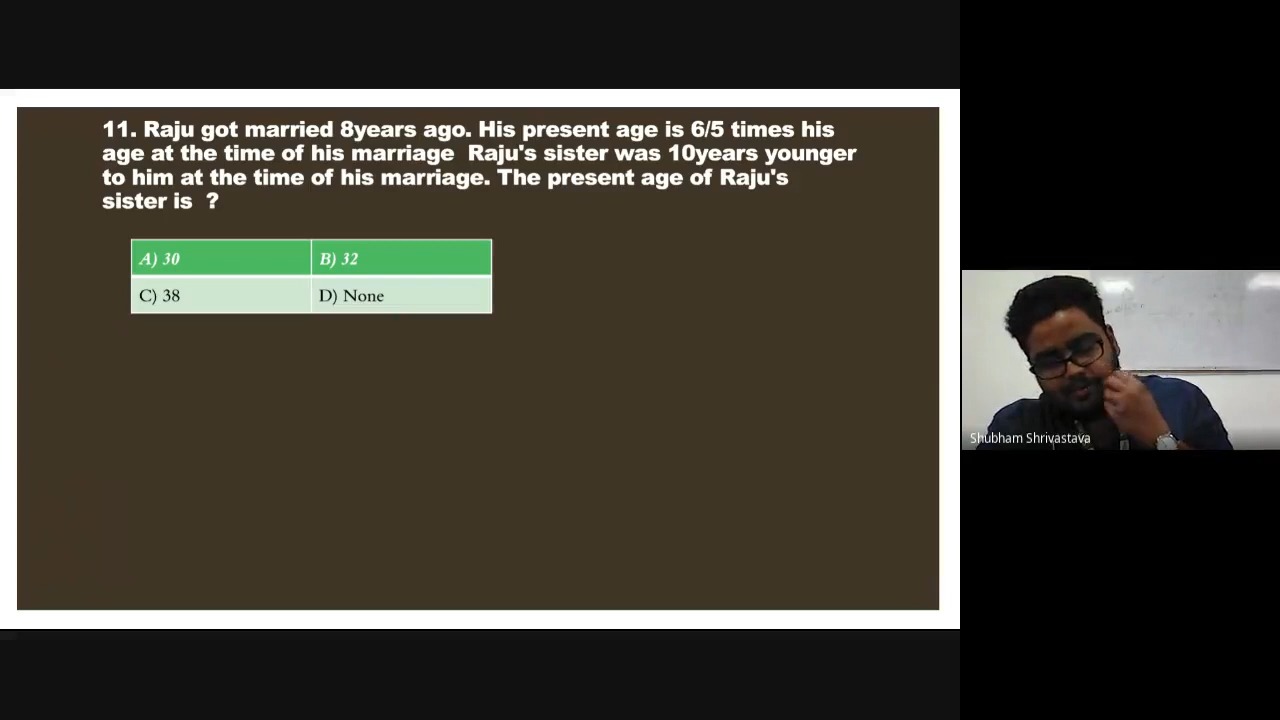 11. Raju got married 8years ago. His present age is 6/5 times his
age at the time of his marriage  Raju's sister was 10years younger
to him at the time of his marriage. The present age of Raju's
sister is  ?
A) 30
B) 32
C) 38
D) None
Shubham Shrivastava